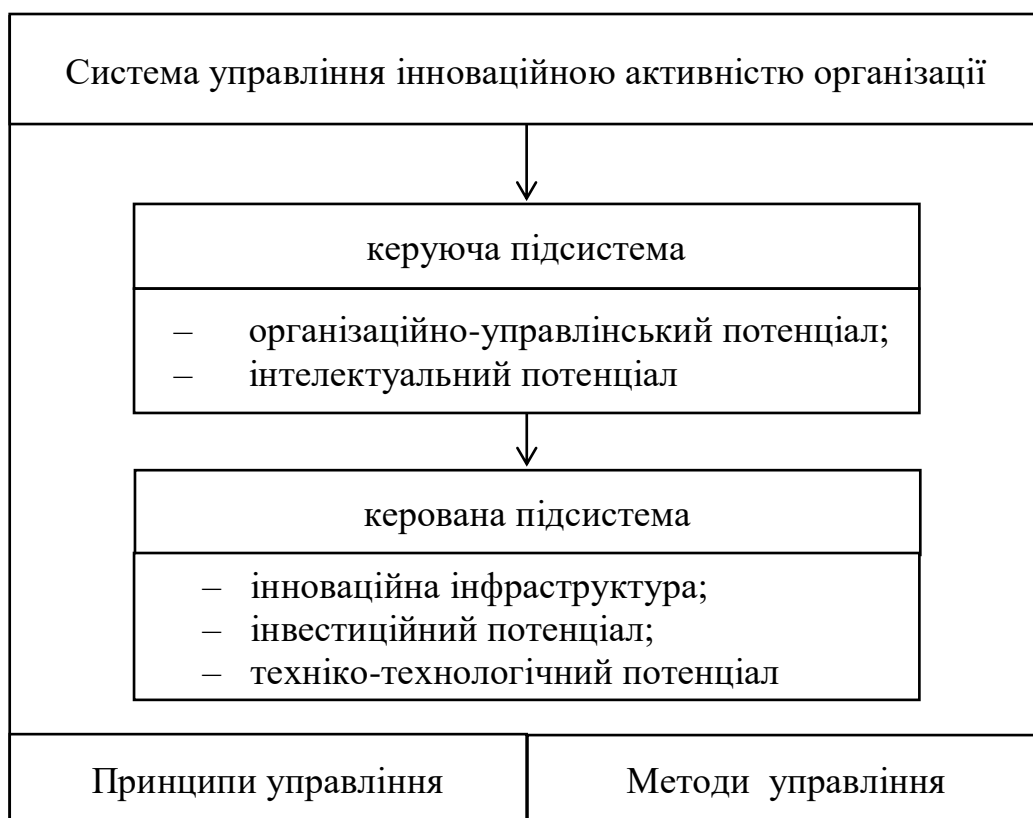 Система управління інноваційною активністю організації
керуюча підсистема
– організаційно-управлінський потенціал;
– інтелектуальний потенціал
керована підсистема
– інноваційна інфраструктура;
– інвестиційний потенціал;
– техніко-технологічний потенціал
Принципи управління
Методи управління